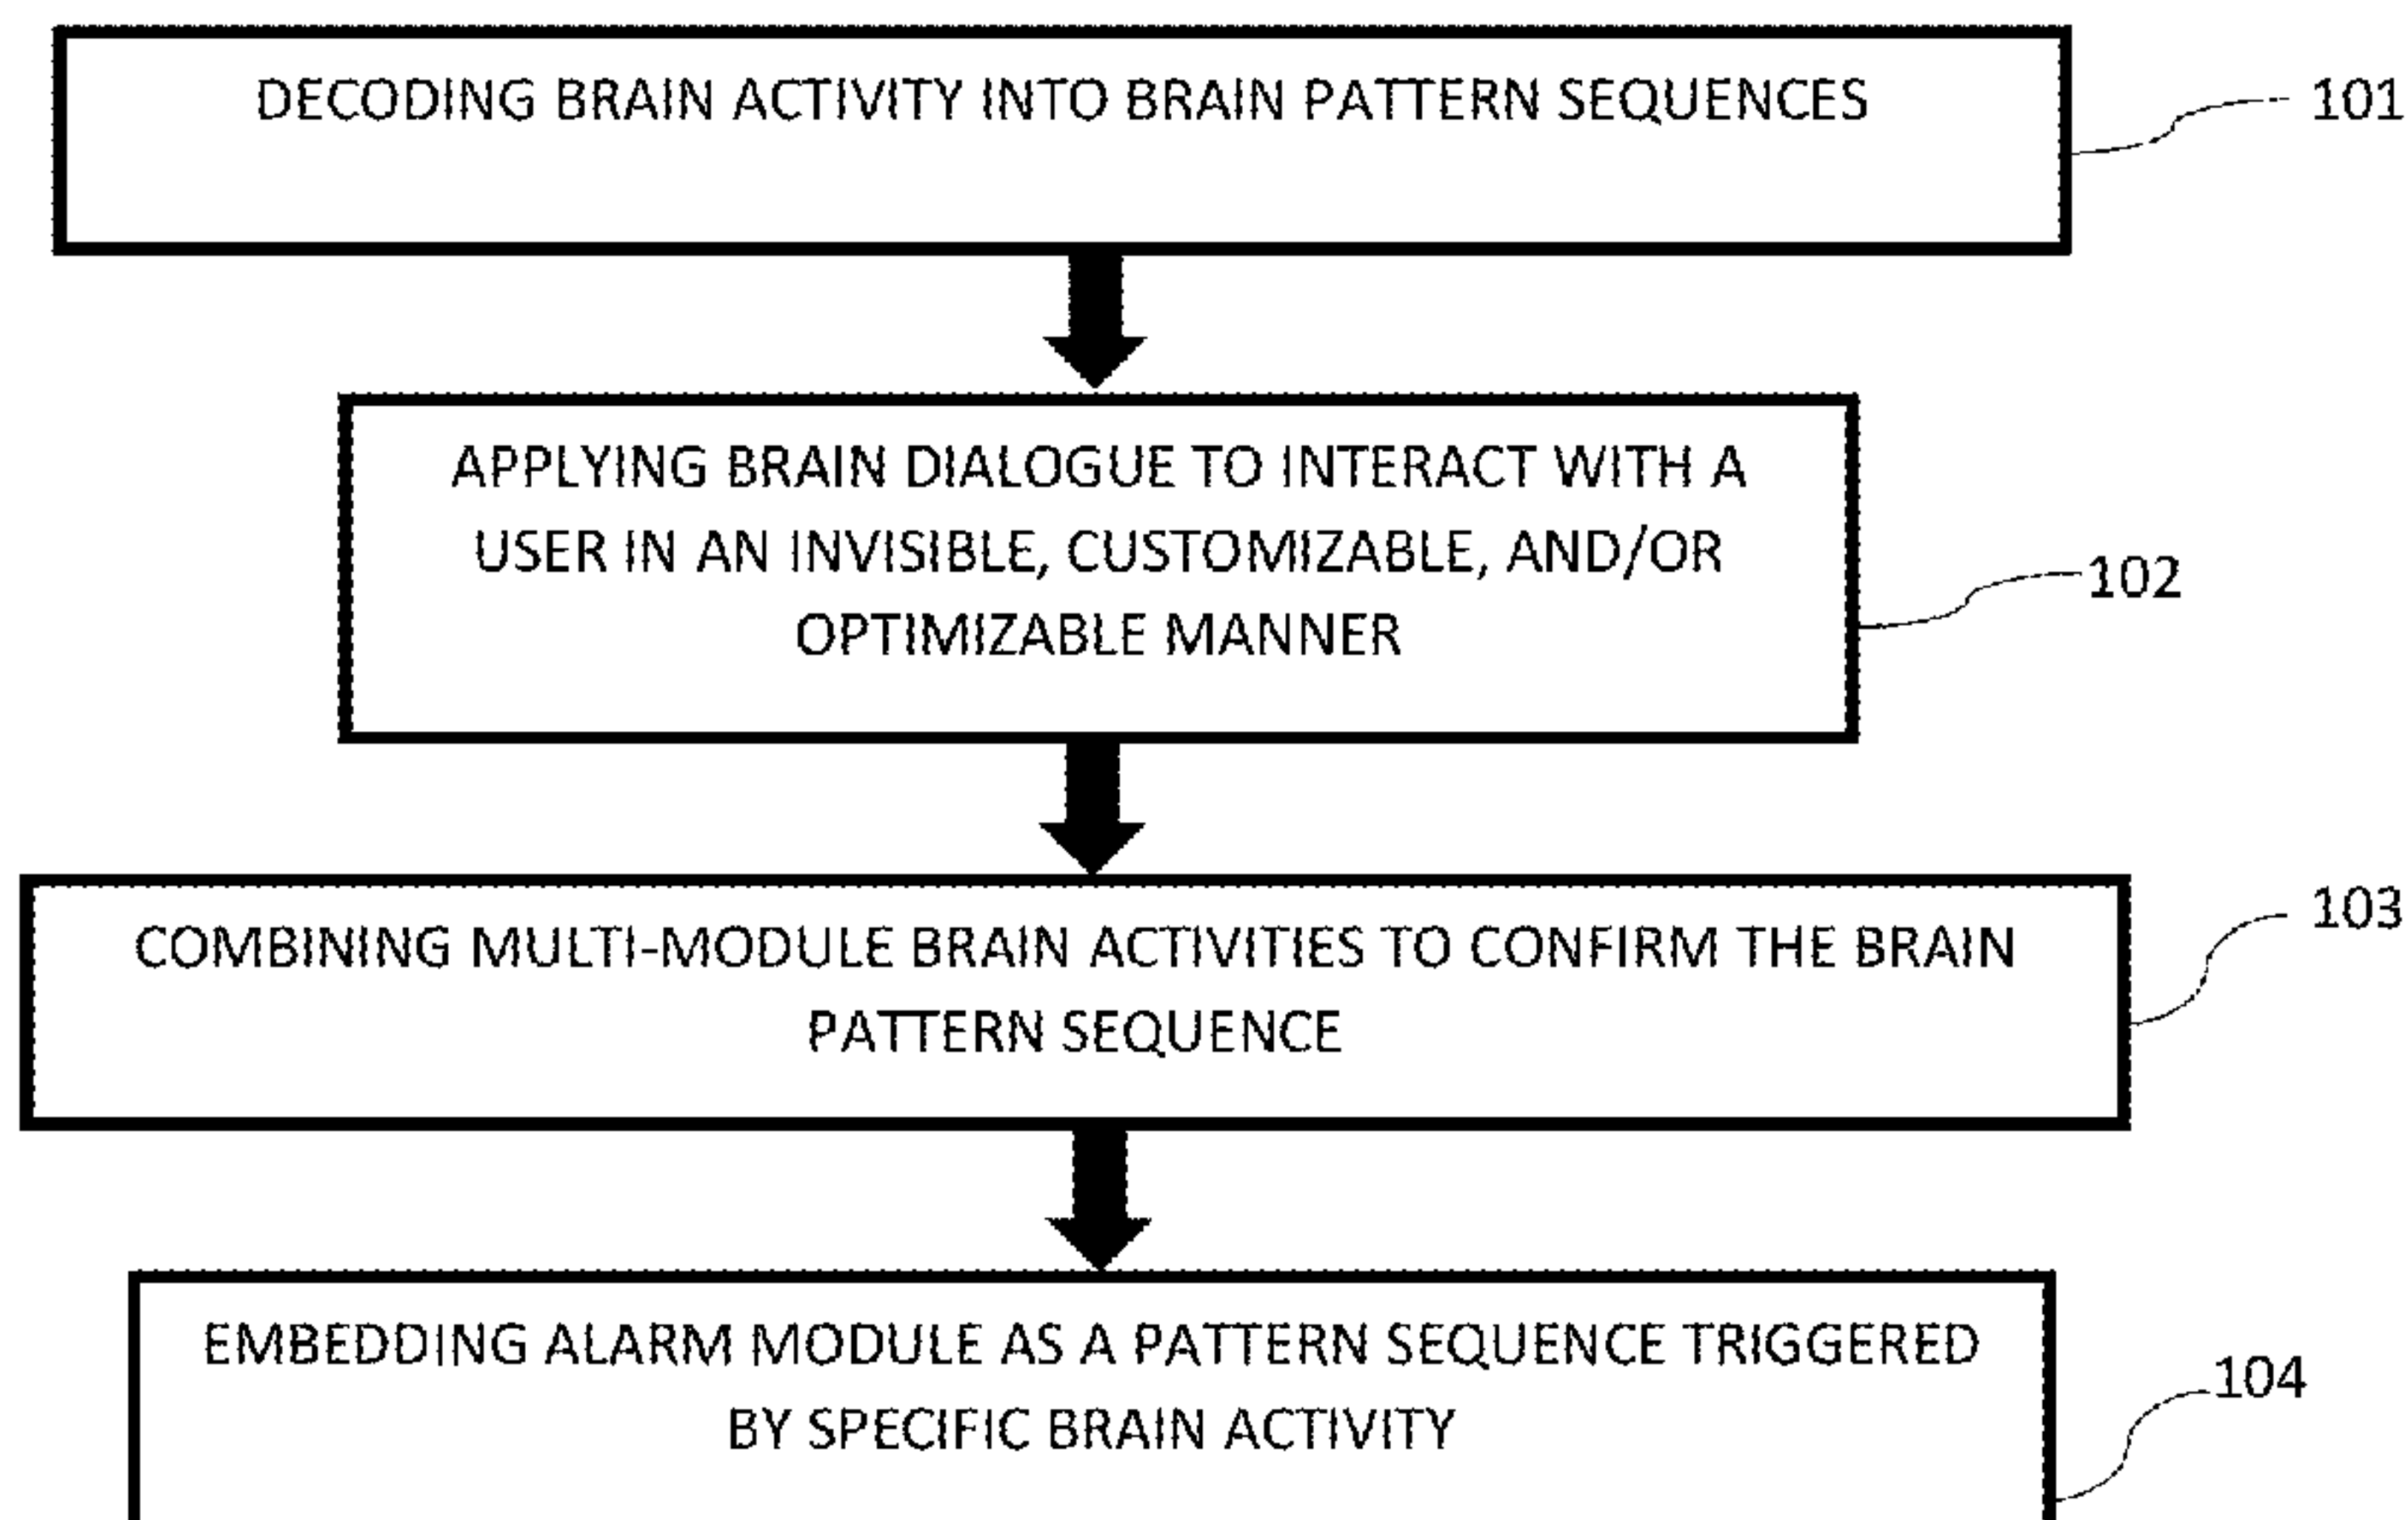 DECODING BRAIN ACTIVITY INTO BRAIN PATTERN SEQUENCES
101
APPLYING BRAIN DIALOGUE TO INTERACT WITH A
USER IN AN INVISIBLE, CUSTOMIZABLE, AND/OR
OPTIMIZABLE MANNER
102
COMBINING MULTI-MODULE BRAIN ACTIVITIES TO CONFIRM THE BRAIN
PATTERN SEQUENCE
103
EMBEDDING ALARM MODULE AS A PATTERN SEQUENCE TRIGGERED
BY SPECIFIC BRAIN ACTIVITY
104